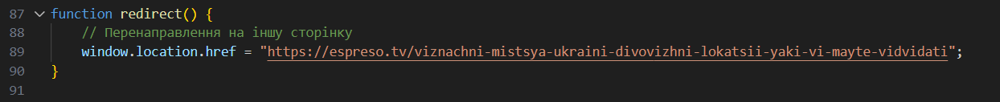 87 function redirect() {
88 // Перенаправлення на іншу сторінку
89 window.location.href = "https://espreso.tv/viznachni-mistsya-ukraini-divovizhni-lokatsii-yaki-vi-mayte-vidvidati";
90 }
91